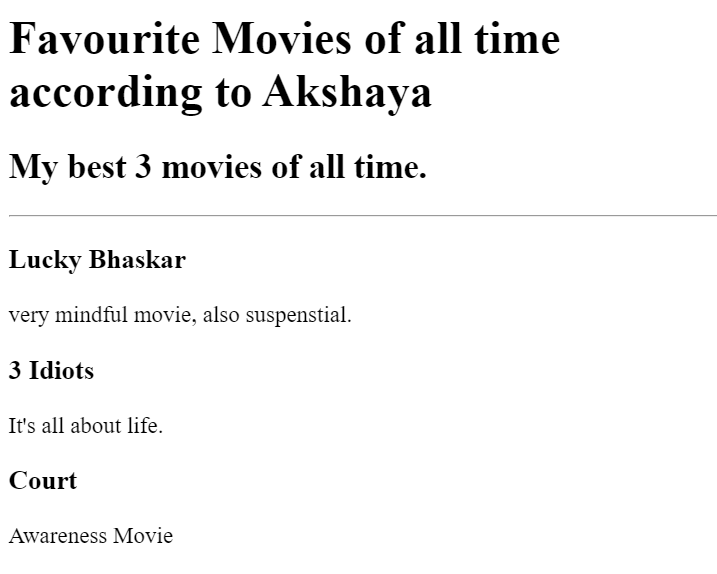 Favourite Movies of all time
according to Akshaya
My best 3 movies of all time.
Lucky Bhaskar
very mindful movie, also suspenstial.
3 Idiots
It's all about life.
Court
Awareness Movie